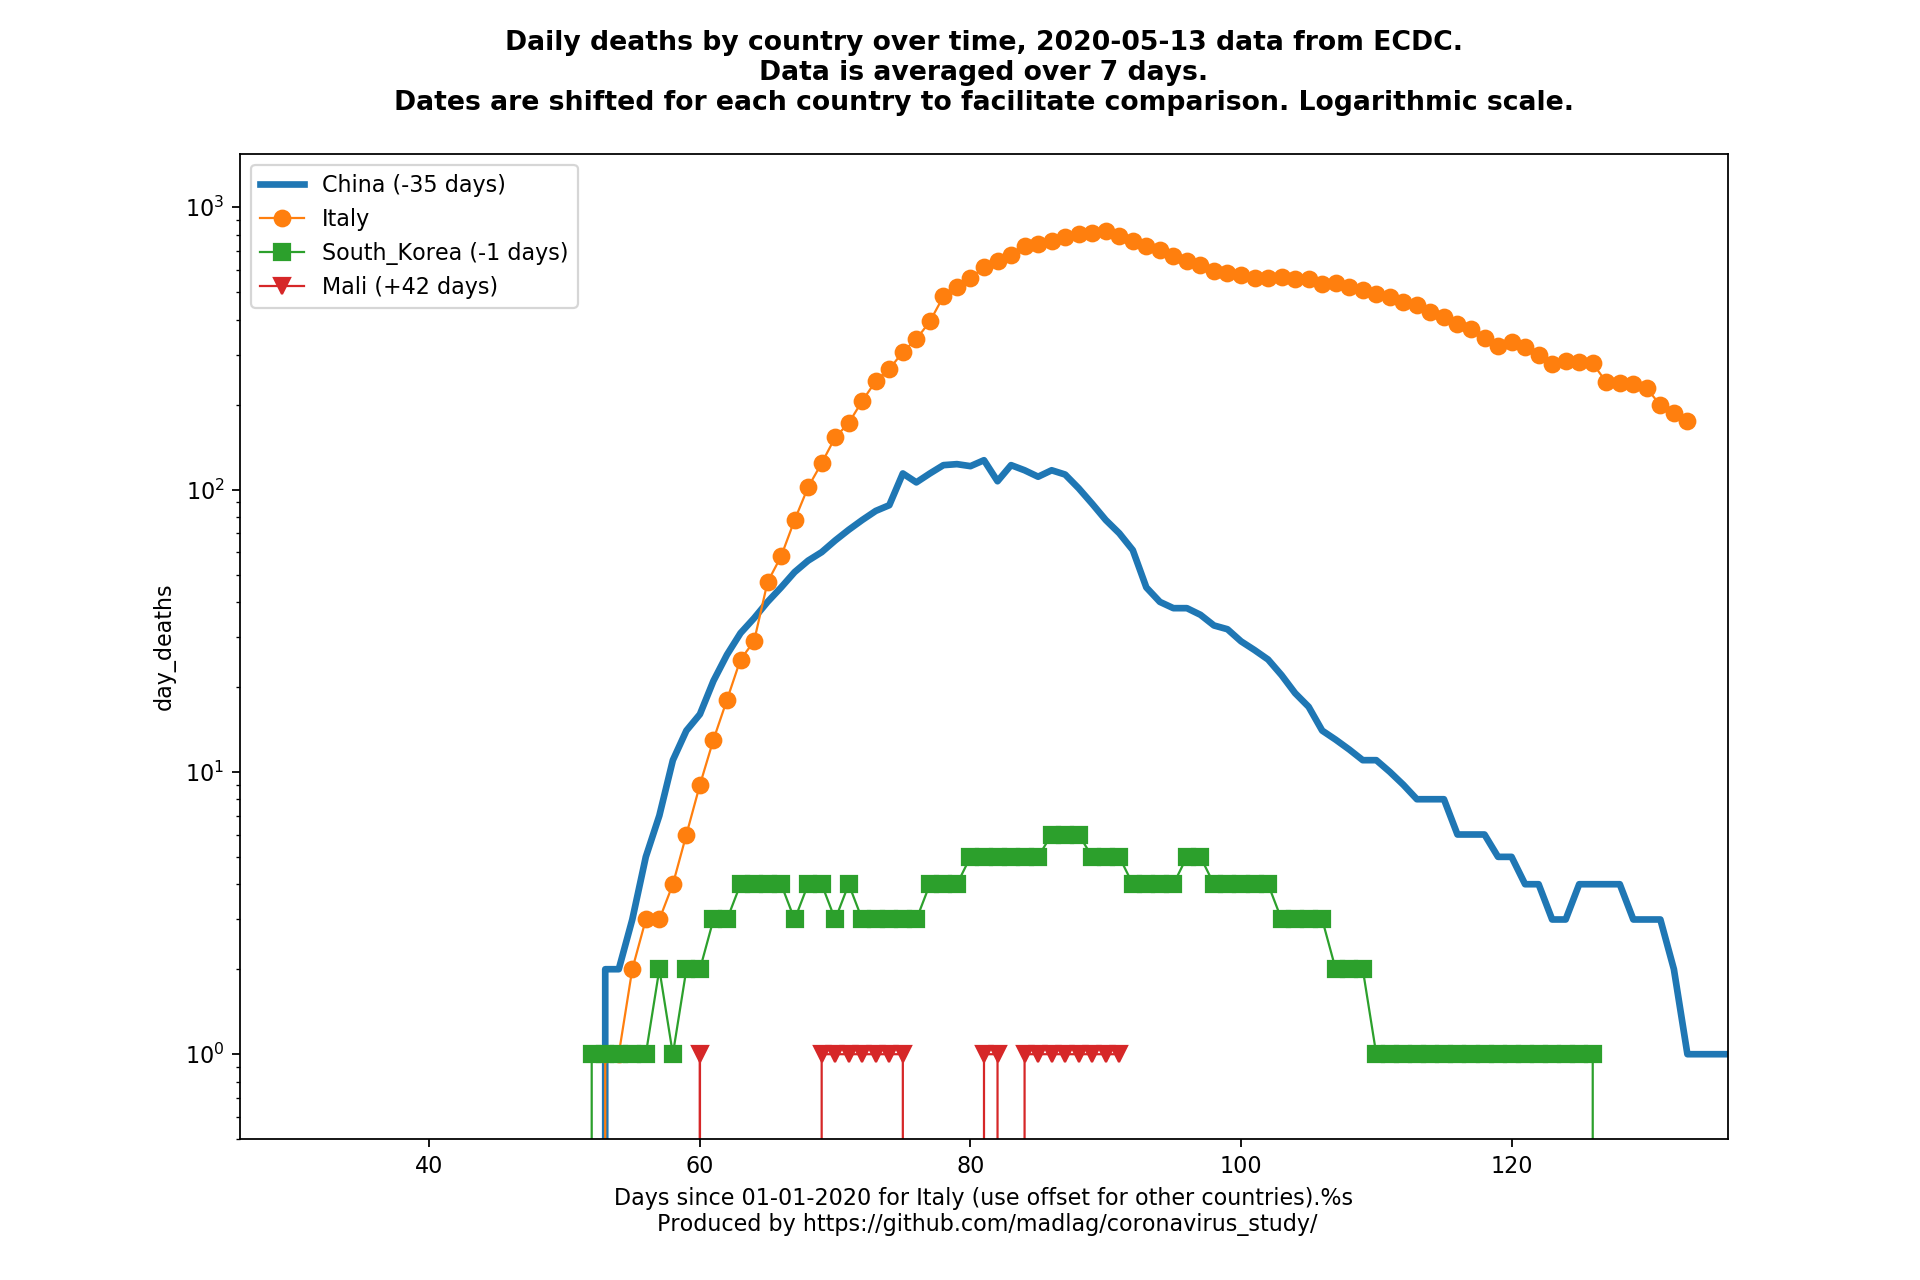 Daily deaths by country over time, 2020-05-13 data from ECDC.
Data is averaged over 7 days.
Dates are shifted for each country to facilitate comparison. Logarithmic scale.
China (-35 days)
Italy
South_Korea (-1 days)
Mali (+42 days)
10³
10²
10¹
10⁰
day_deaths
40 60 80 100 120
Days since 01-01-2020 for Italy (use offset for other countries).%s
Produced by https://github.com/madlag/coronavirus_study/